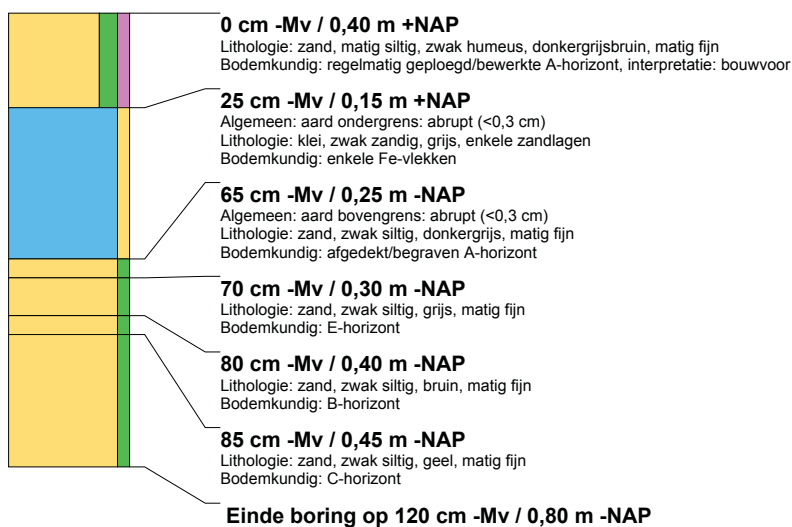 0 cm -Mv / 0,40 m +NAP
Lithologie: zand, matig siltig, zwak humeus, donkergrijsbruin, matig fijn
Bodemkundig: regelmatig geploegd/bewerkte A-horizont, interpretatie: bouwvoor
25 cm -Mv / 0,15 m +NAP
Algemeen: aard ondergrens: abrupt (<0,3 cm)
Lithologie: klei, zwak zandig, grijs, enkele zandlagen
Bodemkundig: enkele Fe-vlekken
65 cm -Mv / 0,25 m -NAP
Algemeen: aard bovengrens: abrupt (<0,3 cm)
Lithologie: zand, zwak siltig, donkergrijs, matig fijn
Bodemkundig: afgedekt/begraven A-horizont
70 cm -Mv / 0,30 m -NAP
Lithologie: zand, zwak siltig, grijs, matig fijn
Bodemkundig: E-horizont
80 cm -Mv / 0,40 m -NAP
Lithologie: zand, zwak siltig, bruin, matig fijn
Bodemkundig: B-horizont
85 cm -Mv / 0,45 m -NAP
Lithologie: zand, zwak siltig, geel, matig fijn
Bodemkundig: C-horizont
Einde boring op 120 cm -Mv / 0,80 m -NAP